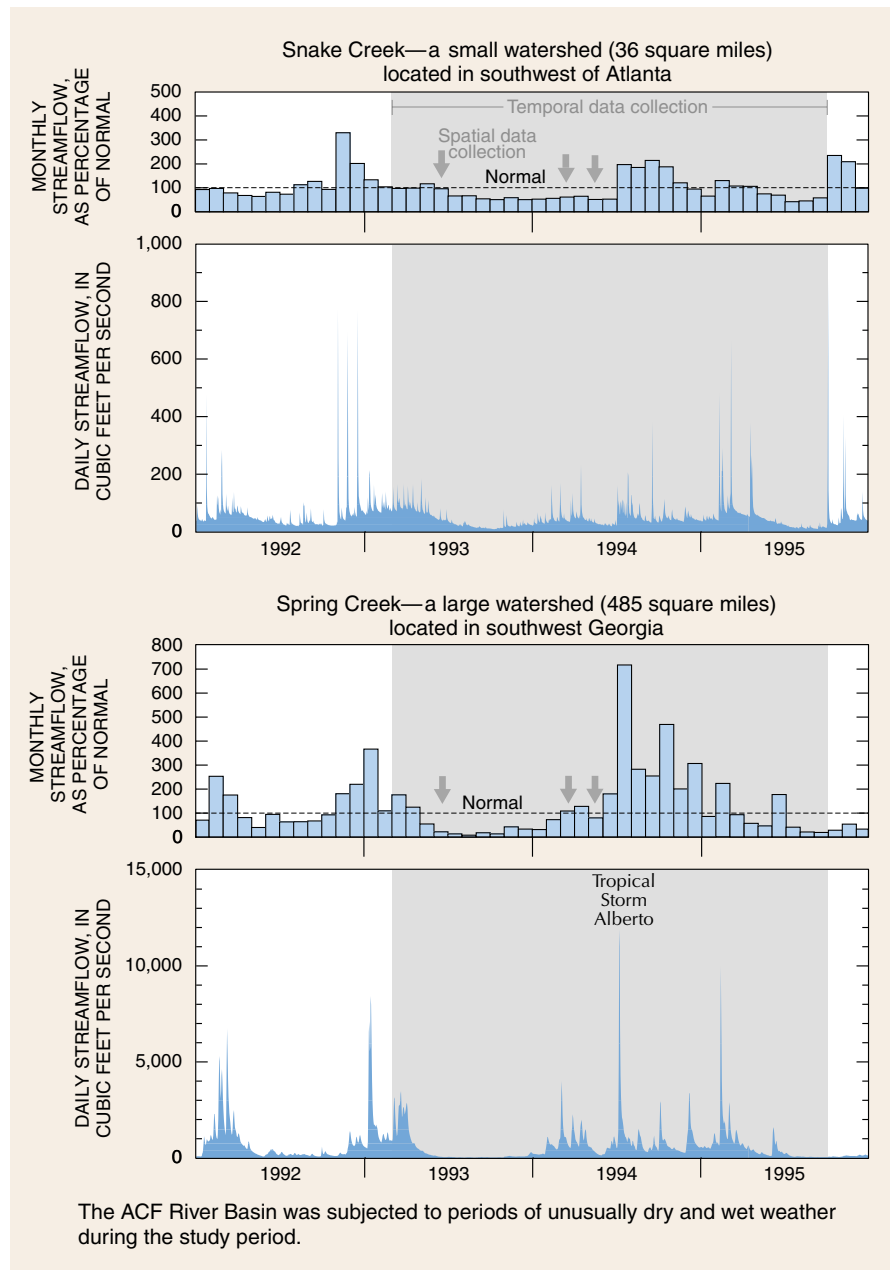 Snake Creek—a small watershed (36 square miles)
located in southwest of Atlanta
MONTHLY
STREAMFLOW,
AS PERCENTAGE
OF NORMAL
500
400
300
200
100
0
Temporal data collection
Spatial data
collection
Normal
DAILY STREAMFLOW, IN
CUBIC FEET PER SECOND
1,000
800
600
400
200
0
1992
1993
1994
1995
Spring Creek—a large watershed (485 square miles)
located in southwest Georgia
MONTHLY
STREAMFLOW,
AS PERCENTAGE
OF NORMAL
800
700
600
500
400
300
200
100
0
Normal
DAILY STREAMFLOW, IN
CUBIC FEET PER SECOND
15,000
10,000
5,000
0
Tropical
Storm
Alberto
1992
1993
1994
1995
The ACF River Basin was subjected to periods of unusually dry and wet weather
during the study period.